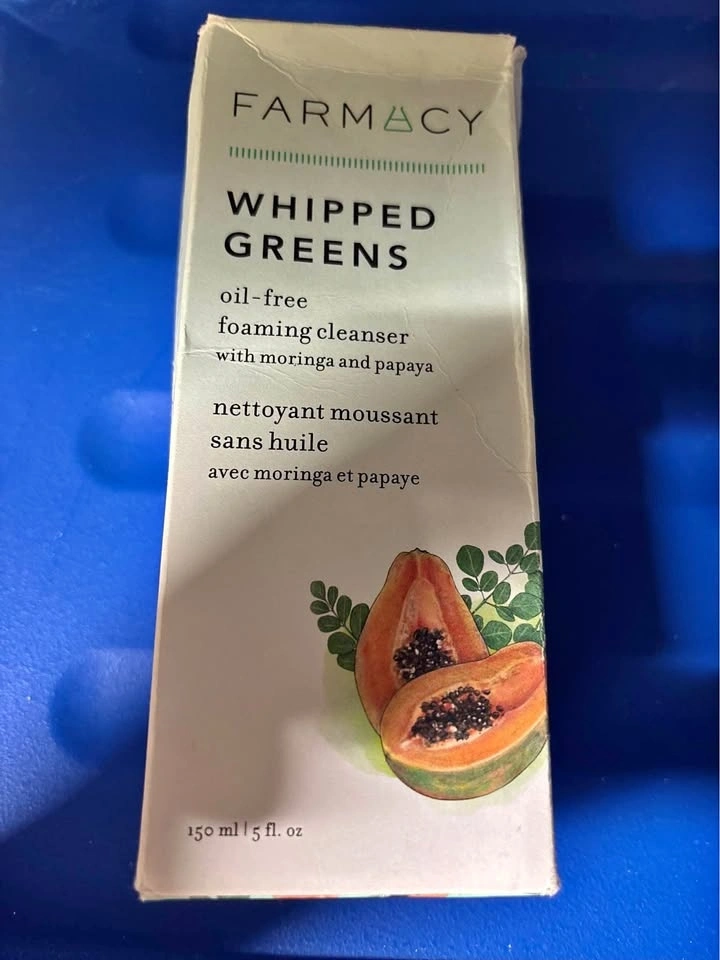 FARMACY
WHIPPED
GREENS
oil-free
foaming cleanser
with moringa and papaya
nettoyant moussant
sans huile
avec moringa et papaye
150 ml | 5 fl. oz